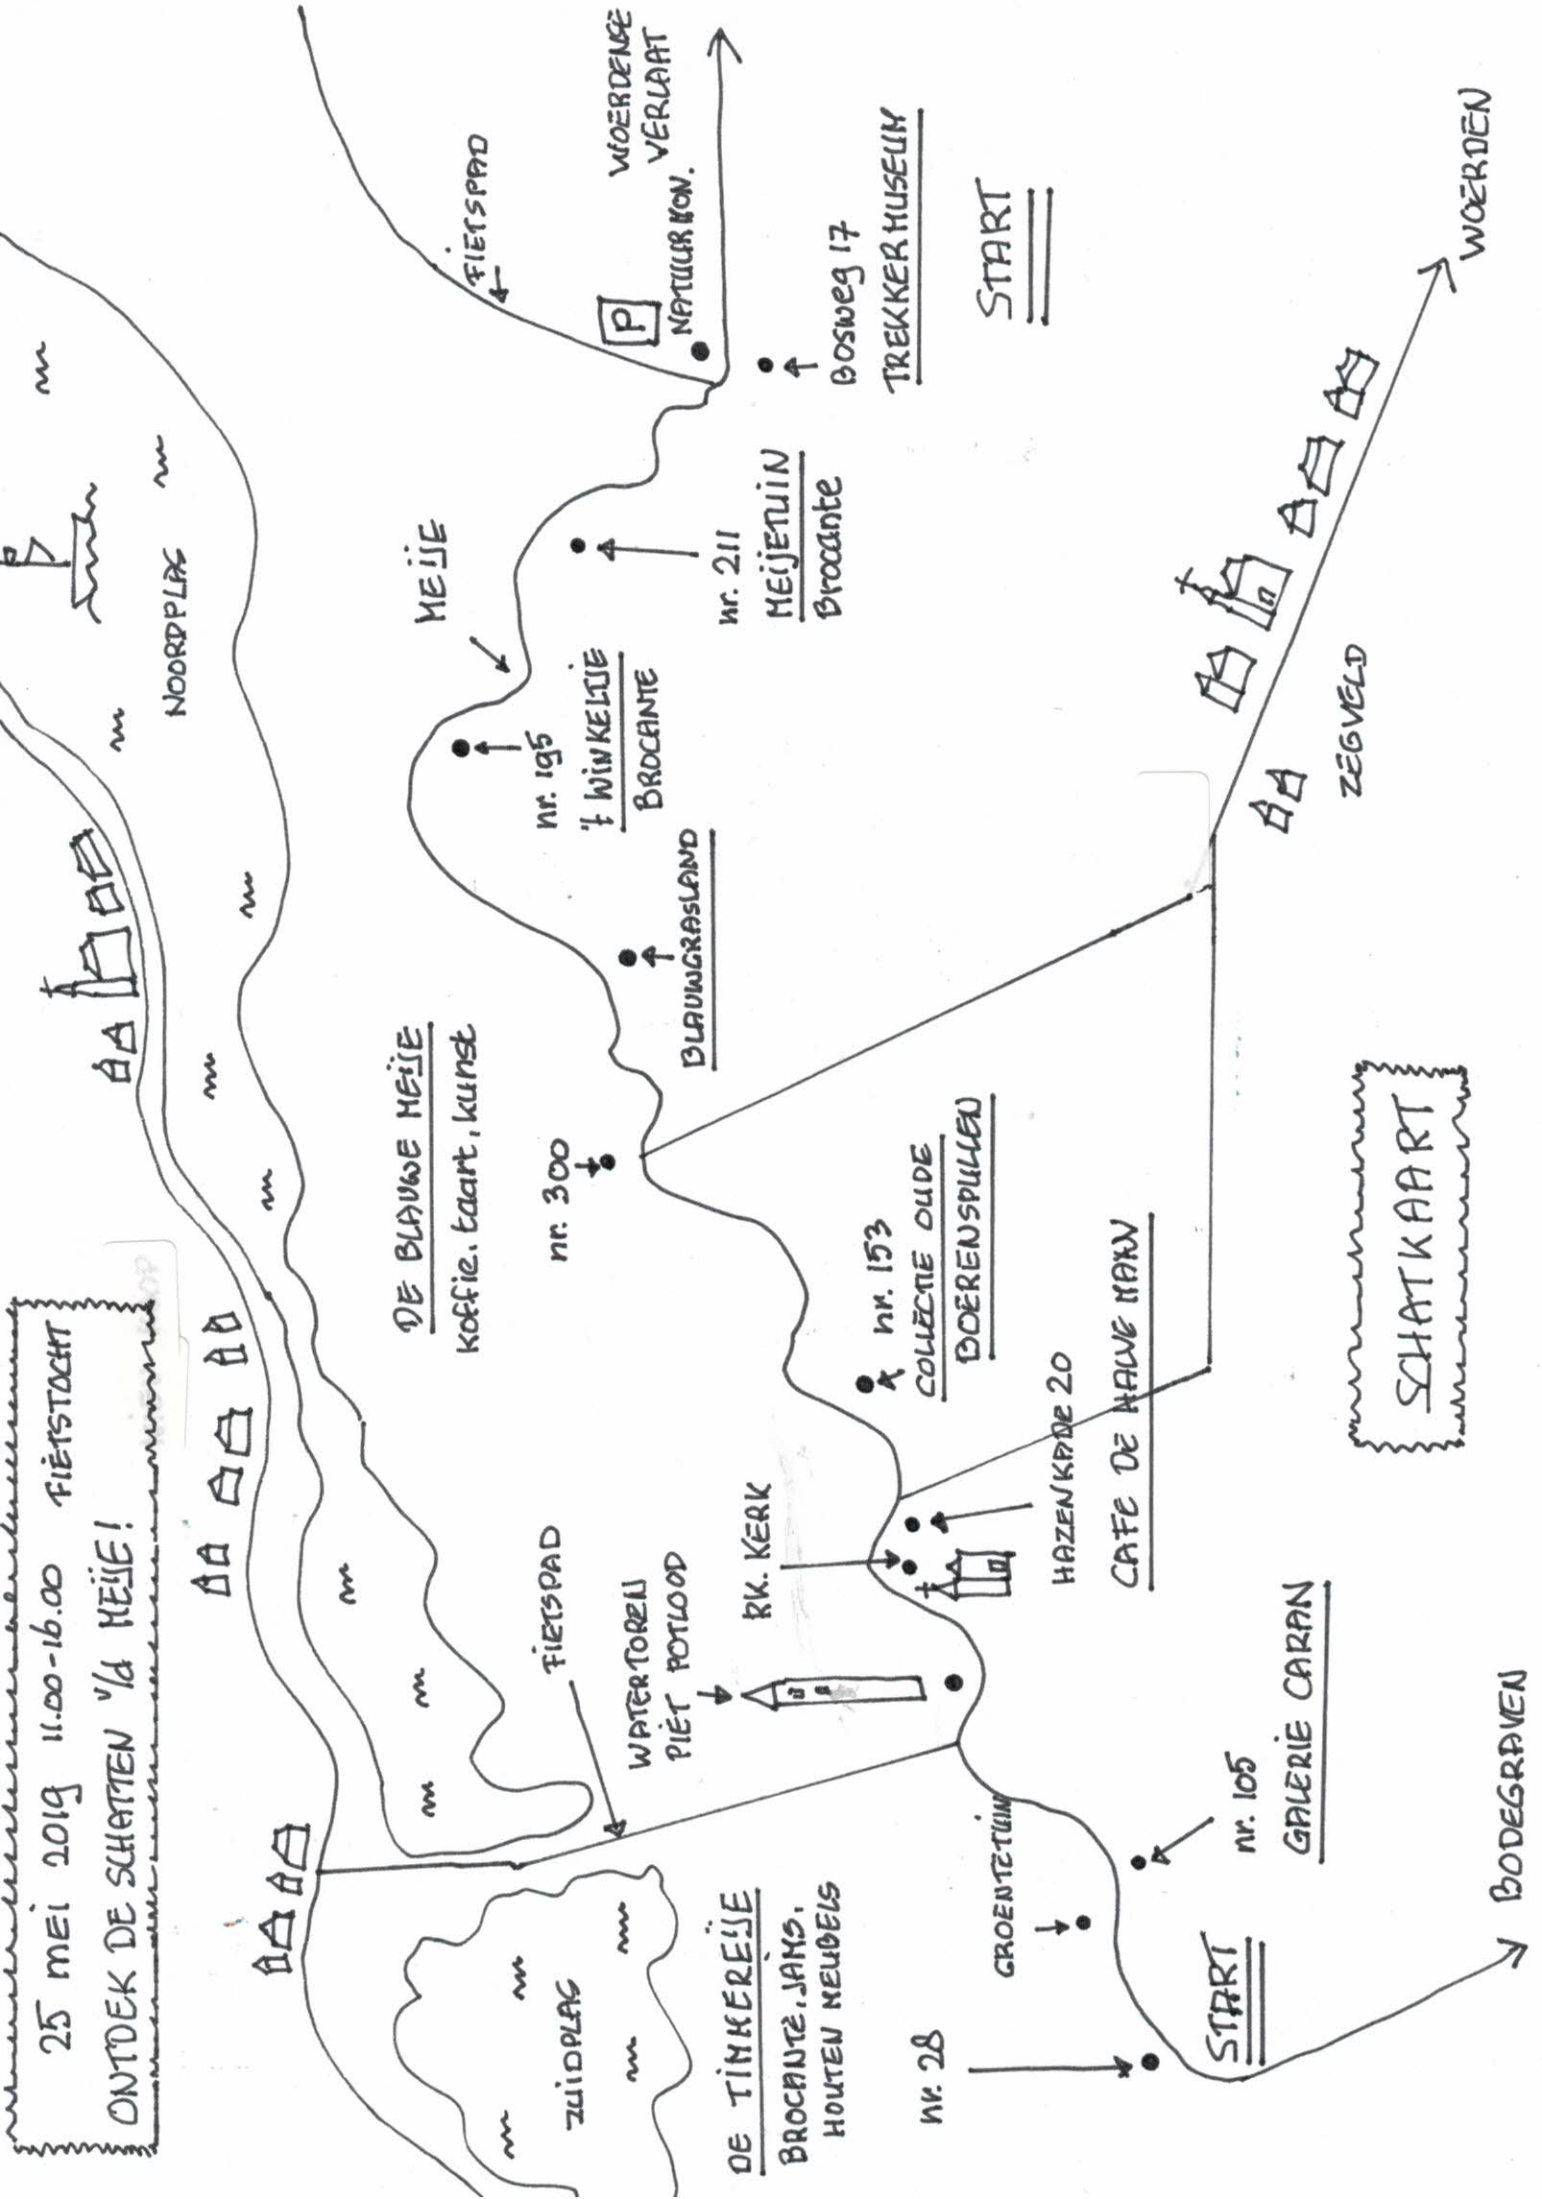 25 MEI 2019 11.00-16.00 FIETSTOCHT
ONTDEK DE SCHATTEN V/d MEIJE!
NOORDPLAS
FIETSPAD
WOERDENSE
VERLAAT
P
NATUURMON.
Bosweg 17
TREKKERMUSEUM
START
MEIJE
nr. 211
MEIJETUIN
Brocante
nr. 195
't WINKELTJE
BROCANTE
BLAUWGRASLAND
DE BLAUWE MEIJE
koffie. taart, kunst
nr. 300
nr. 153
COLLECTIE OUDE
BOERENSPULLEN
HAZENKADE 20
CAFE DE HALVE MAAN
RK. KERK
FIETSPAD
WATERTOREN
PIET POTLOOD
ZUIDPLAS
DE TIMMEREIJE
BROCANTE. JAMS.
HOUTEN MEUBELS
nr. 28
GROENTETUIN
START
nr. 105
GALERIE CARAN
BODEGRAVEN
ZEGVELD
WOERDEN
SCHATKAART